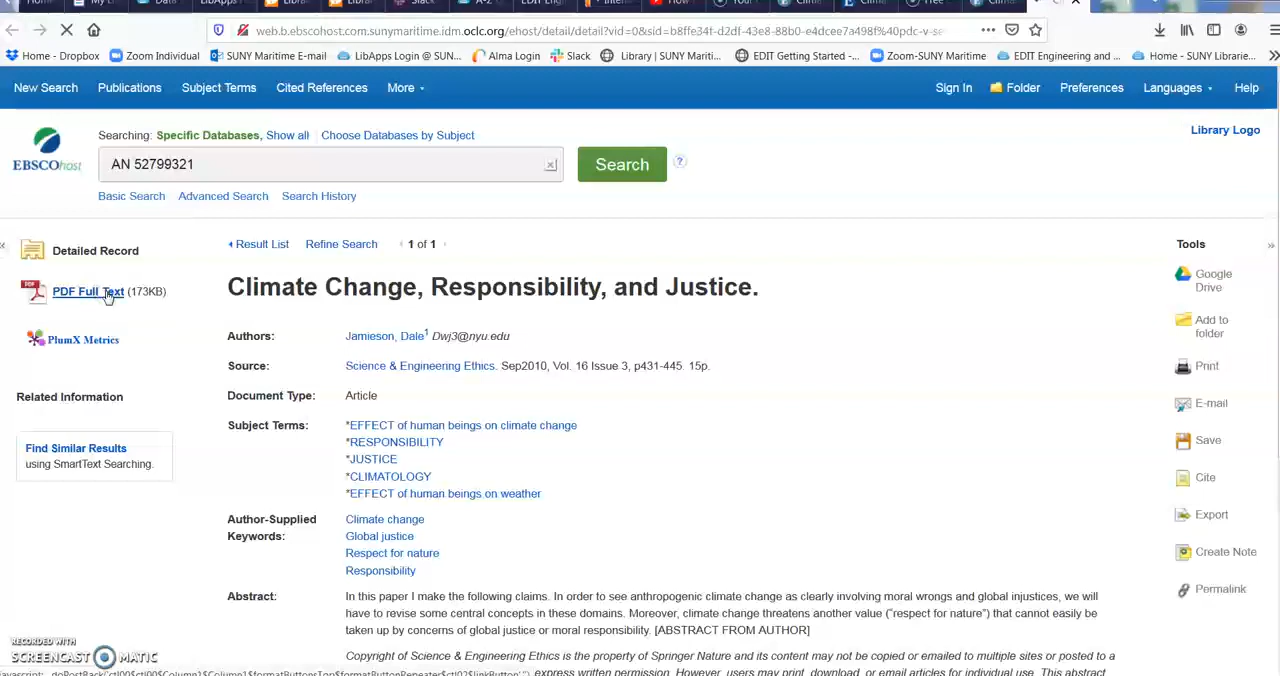 web.b.ebscohost.com.sunymaritime.idm.oclc.org/ehost/detail/detail?vid=0&sid=b8ffe34f-d2df-43e8-88b0-e4dcee7a498f%40pdc-v-se
Home - Dropbox Zoom Individual SUNY Maritime E-mail LibApps Login @ SUN... Alma Login Slack Library | SUNY Mariti... EDIT Getting Started -... Zoom-SUNY Maritime EDIT Engineering and ... Home - SUNY Librarie...
New Search Publications Subject Terms Cited References More Sign In Folder Preferences Languages Help
Library Logo
Searching: Specific Databases, Show all Choose Databases by Subject
EBSCOhost
AN 52799321
Search
?
Basic Search Advanced Search Search History
Detailed Record
PDF Full Text (173KB)
PlumX Metrics
Related Information
Find Similar Results
using SmartText Searching.
Result List Refine Search 1 of 1
Climate Change, Responsibility, and Justice.
Authors: Jamieson, Dale1 Dwj3@nyu.edu
Source: Science & Engineering Ethics. Sep2010, Vol. 16 Issue 3, p431-445. 15p.
Document Type: Article
Subject Terms: *EFFECT of human beings on climate change
*RESPONSIBILITY
*JUSTICE
*CLIMATOLOGY
*EFFECT of human beings on weather
Author-Supplied Keywords: Climate change
Global justice
Respect for nature
Responsibility
Abstract: In this paper I make the following claims. In order to see anthropogenic climate change as clearly involving moral wrongs and global injustices, we will
have to revise some central concepts in these domains. Moreover, climate change threatens another value ("respect for nature") that cannot easily be
taken up by concerns of global justice or moral responsibility. [ABSTRACT FROM AUTHOR]
Copyright of Science & Engineering Ethics is the property of Springer Nature and its content may not be copied or emailed to multiple sites or posted to a
express written permission. However, users may print, download, or email articles for individual use. This abstract
Tools
Google
Drive
Add to
folder
Print
E-mail
Save
Cite
Export
Create Note
Permalink
RECORDED WITH
SCREENCAST MATIC